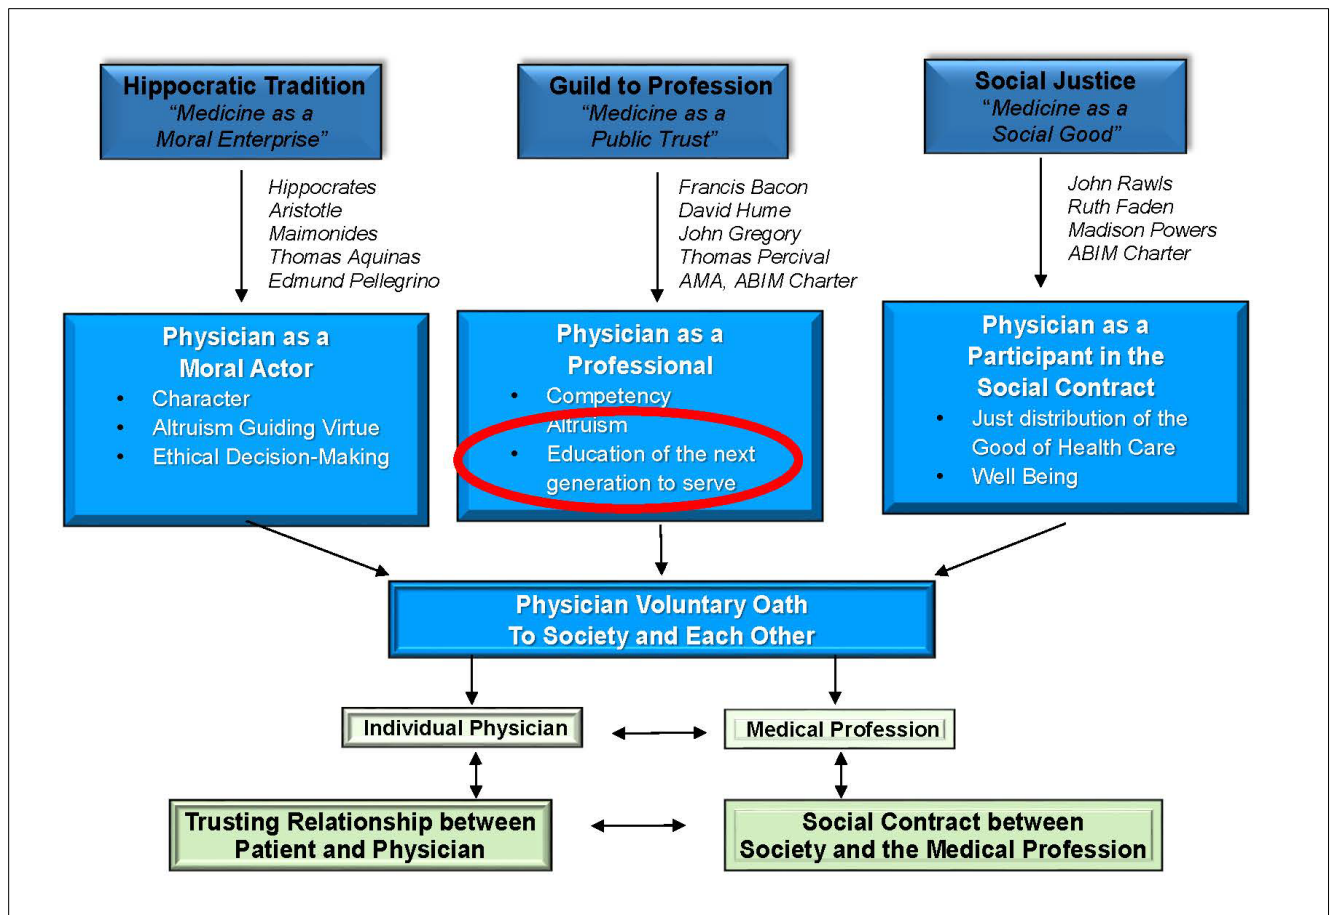 Hippocratic Tradition
“Medicine as a
Moral Enterprise”
Guild to Profession
“Medicine as a
Public Trust”
Social Justice
“Medicine as a
Social Good”
Hippocrates
Aristotle
Maimonides
Thomas Aquinas
Edmund Pellegrino
Francis Bacon
David Hume
John Gregory
Thomas Percival
AMA, ABIM Charter
John Rawls
Ruth Faden
Madison Powers
ABIM Charter
Physician as a
Moral Actor
• Character
• Altruism Guiding Virtue
• Ethical Decision-Making
Physician as a
Professional
• Competency
Altruism
• Education of the next
generation to serve
Physician as a
Participant in the
Social Contract
• Just distribution of the
Good of Health Care
• Well Being
Physician Voluntary Oath
To Society and Each Other
Individual Physician
Medical Profession
Trusting Relationship between
Patient and Physician
Social Contract between
Society and the Medical Profession